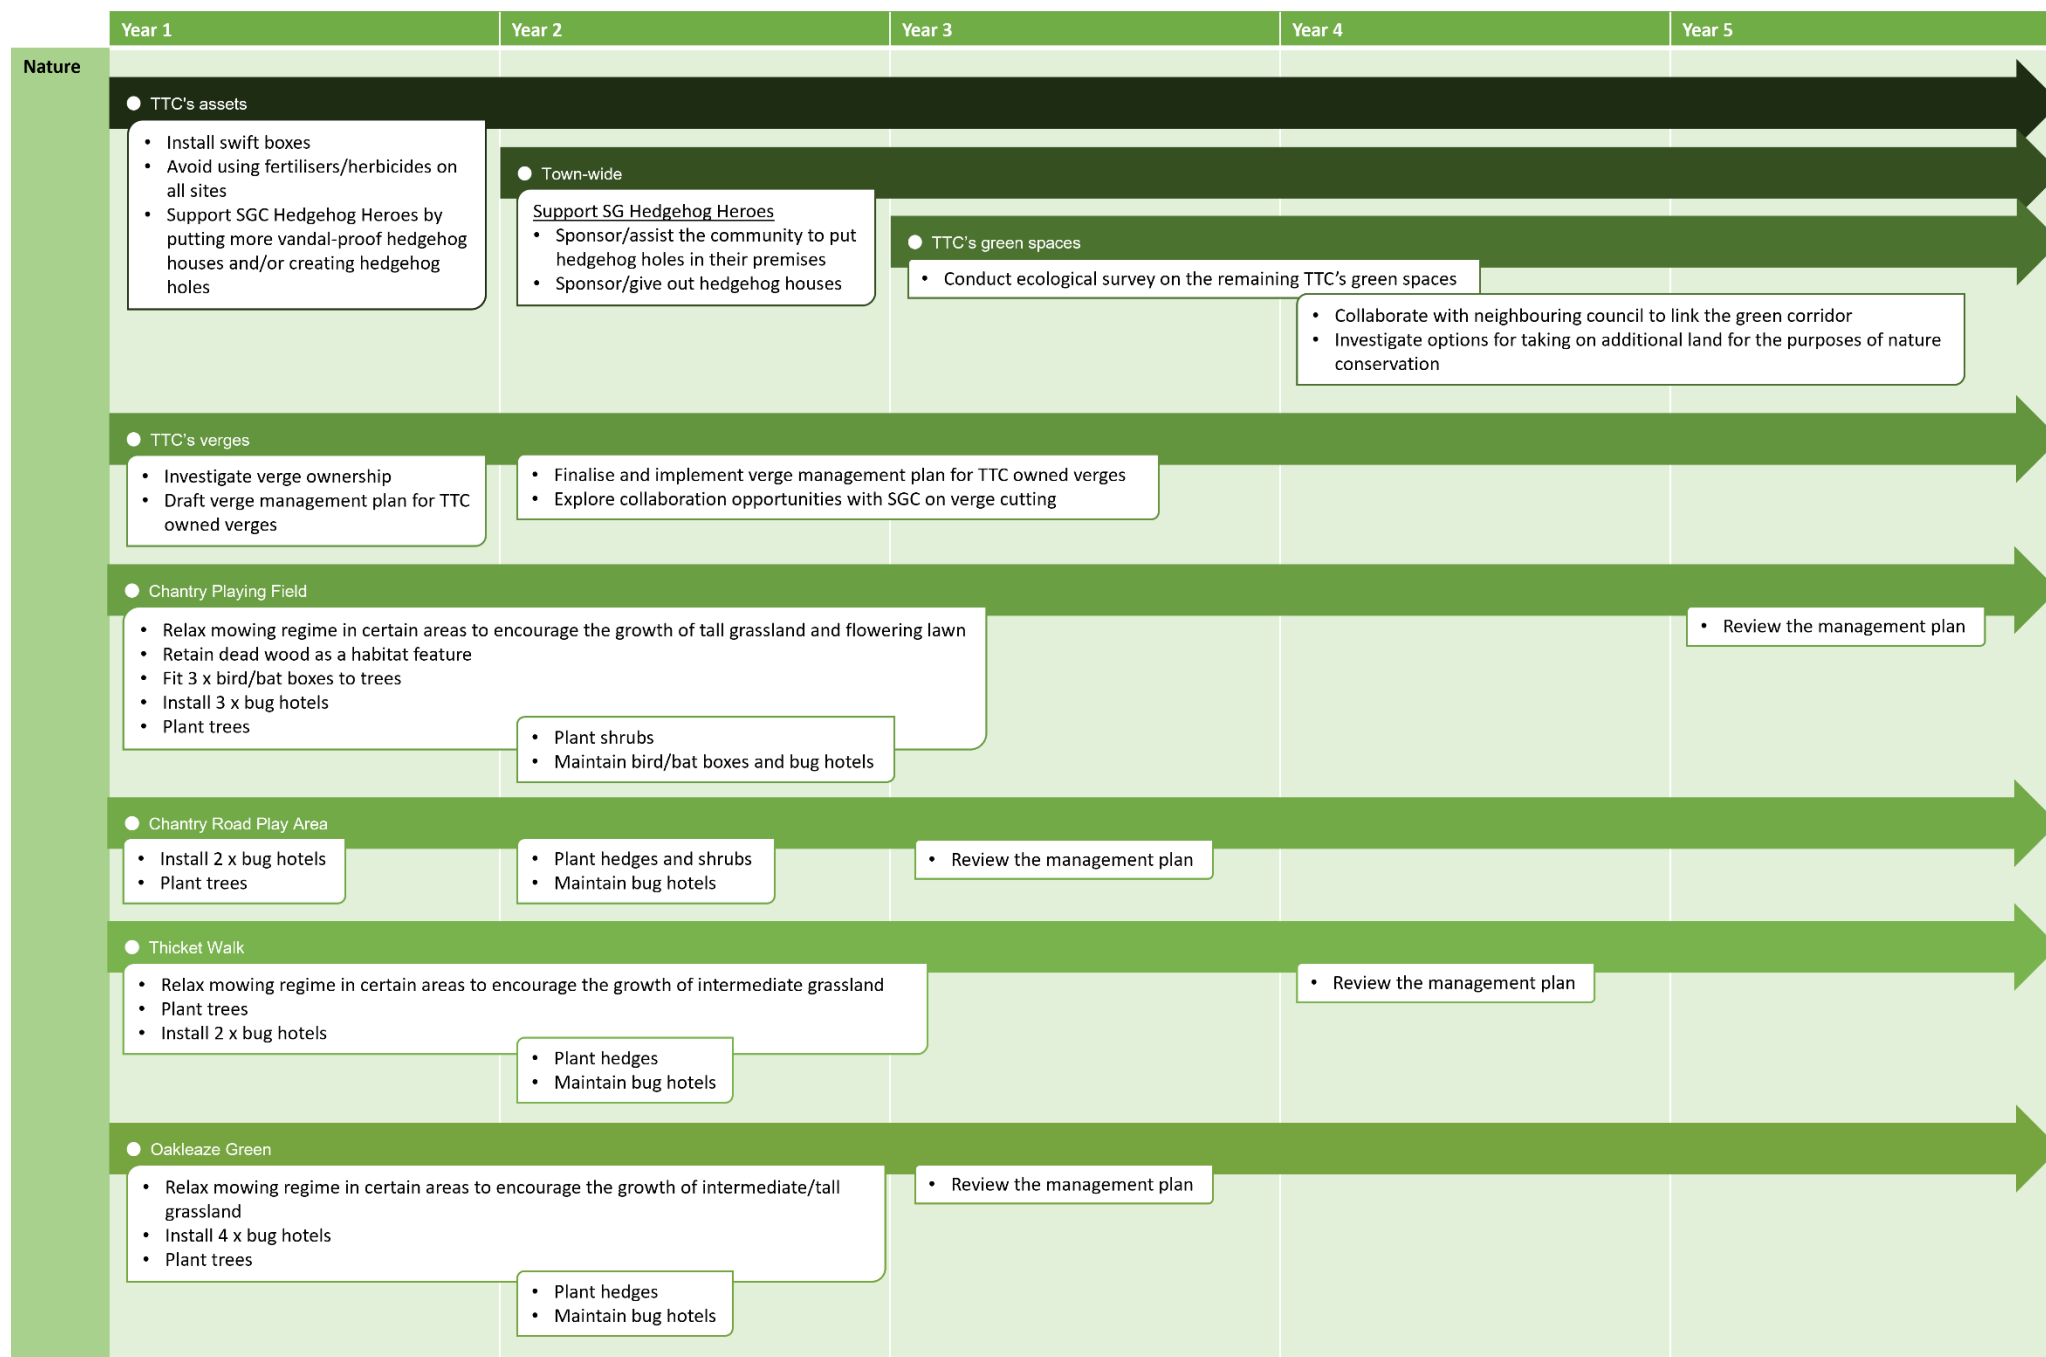 Year 1
Year 2
Year 3
Year 4
Year 5
Nature
TTC's assets
• Install swift boxes
• Avoid using fertilisers/herbicides on
all sites
• Support SGC Hedgehog Heroes by
putting more vandal-proof hedgehog
houses and/or creating hedgehog
holes
Town-wide
Support SG Hedgehog Heroes
• Sponsor/assist the community to put
hedgehog holes in their premises
• Sponsor/give out hedgehog houses
TTC’s green spaces
• Conduct ecological survey on the remaining TTC’s green spaces
• Collaborate with neighbouring council to link the green corridor
• Investigate options for taking on additional land for the purposes of nature
conservation
TTC’s verges
• Investigate verge ownership
• Draft verge management plan for TTC
owned verges
• Finalise and implement verge management plan for TTC owned verges
• Explore collaboration opportunities with SGC on verge cutting
Chantry Playing Field
• Relax mowing regime in certain areas to encourage the growth of tall grassland and flowering lawn
• Retain dead wood as a habitat feature
• Fit 3 x bird/bat boxes to trees
• Install 3 x bug hotels
• Plant trees
• Plant shrubs
• Maintain bird/bat boxes and bug hotels
• Review the management plan
Chantry Road Play Area
• Install 2 x bug hotels
• Plant trees
• Plant hedges and shrubs
• Maintain bug hotels
• Review the management plan
Thicket Walk
• Relax mowing regime in certain areas to encourage the growth of intermediate grassland
• Plant trees
• Install 2 x bug hotels
• Plant hedges
• Maintain bug hotels
• Review the management plan
Oakleaze Green
• Relax mowing regime in certain areas to encourage the growth of intermediate/tall
grassland
• Install 4 x bug hotels
• Plant trees
• Plant hedges
• Maintain bug hotels
• Review the management plan